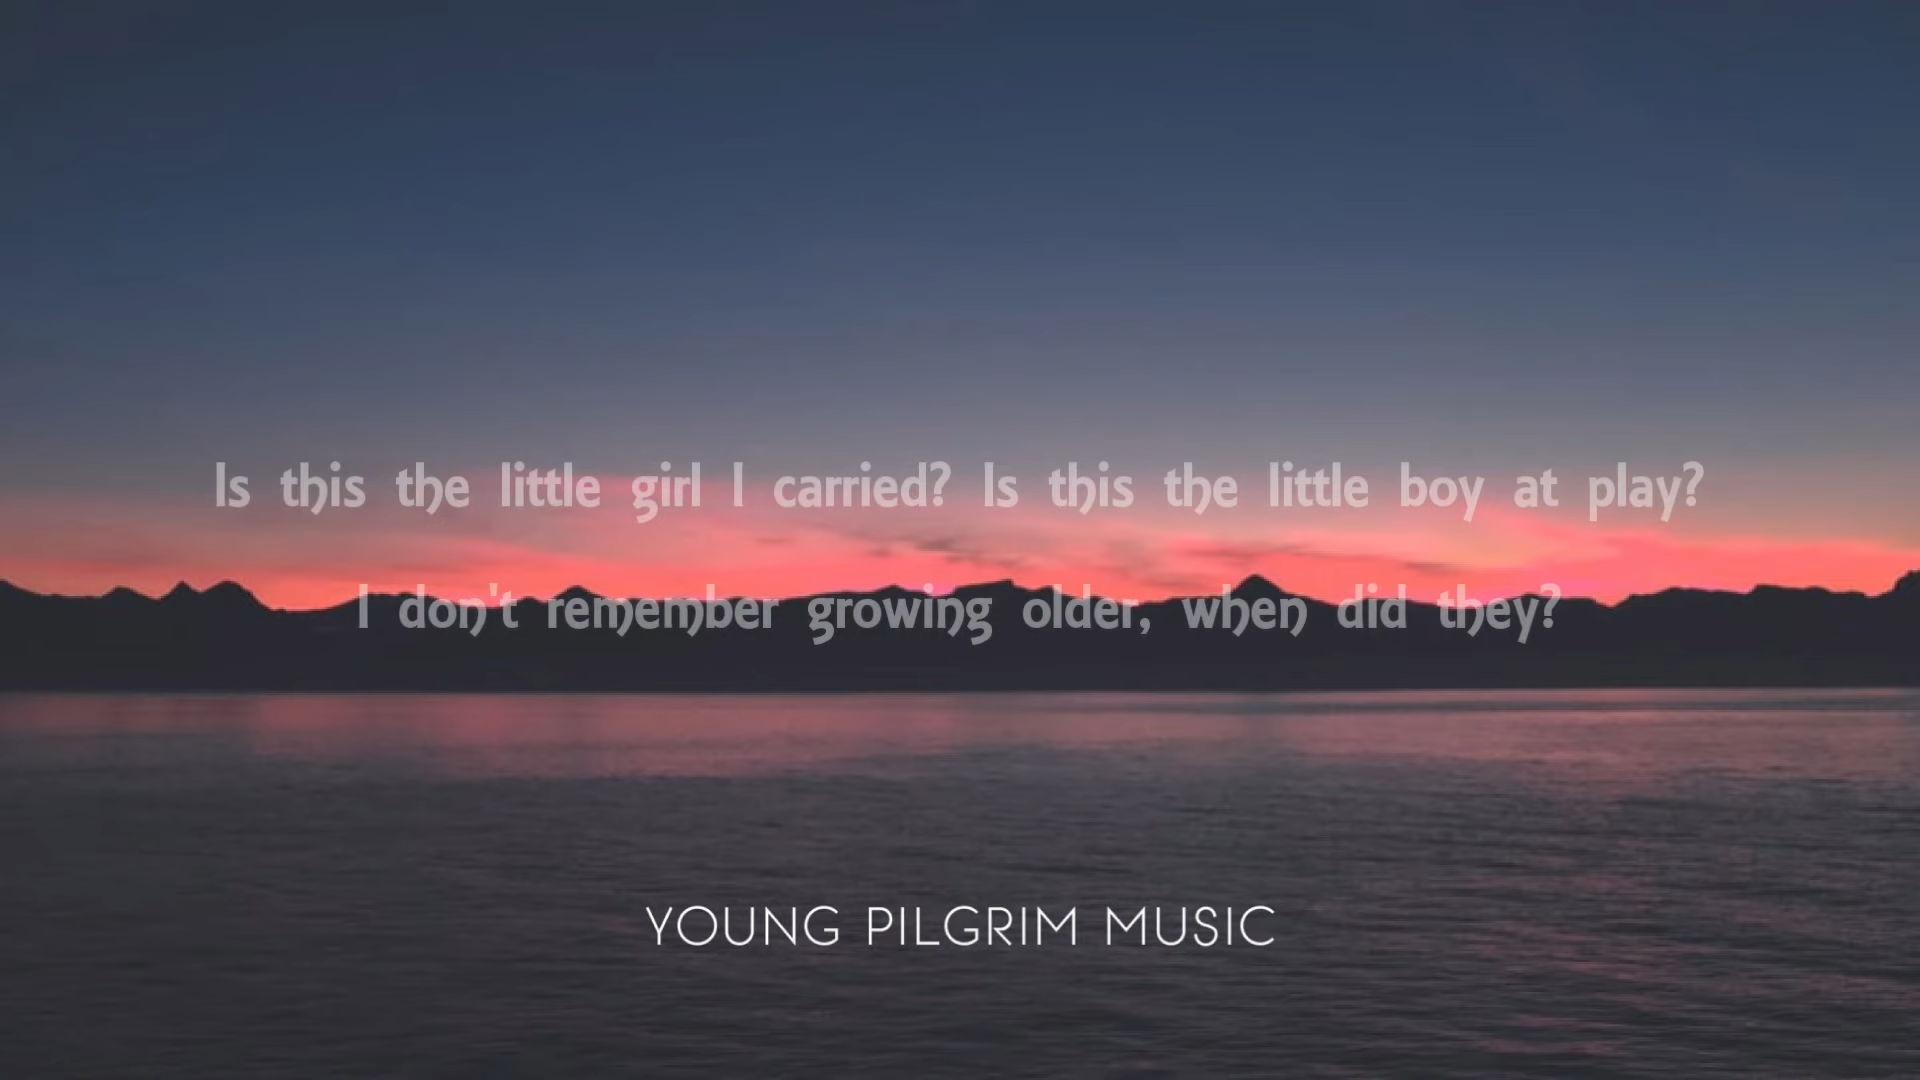 Is this the little girl I carried? Is this the little boy at play?
I don't remember growing older, when did they?
YOUNG PILGRIM MUSIC